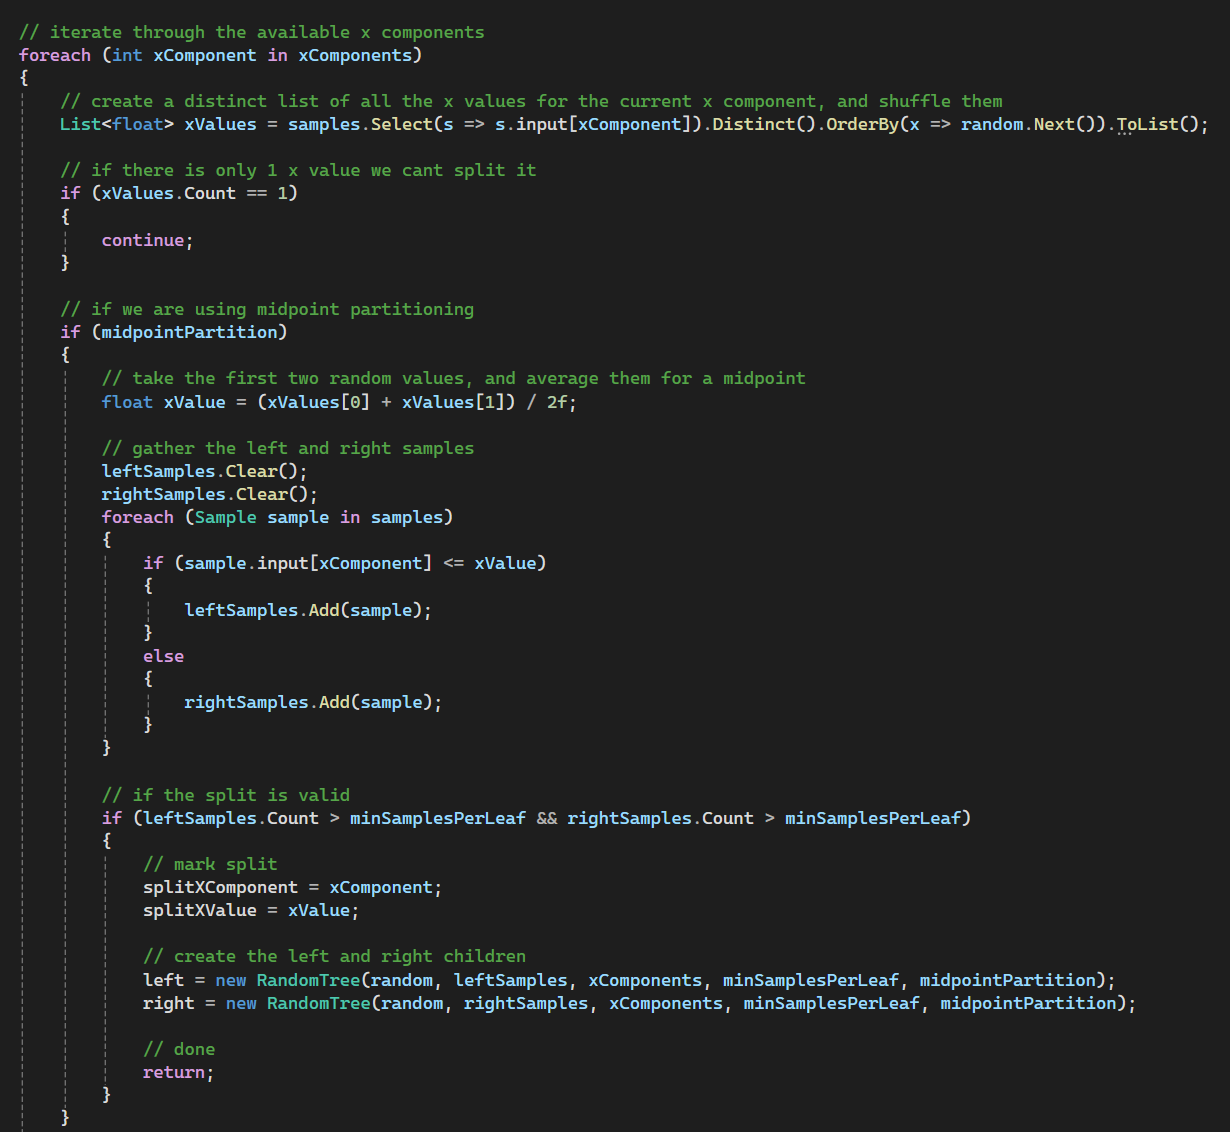 // iterate through the available x components
foreach (int xComponent in xComponents)
{
    // create a distinct list of all the x values for the current x component, and shuffle them
    List<float> xValues = samples.Select(s => s.input[xComponent]).Distinct().OrderBy(x => random.Next()).ToList();

    // if there is only 1 x value we cant split it
    if (xValues.Count == 1)
    {
        continue;
    }

    // if we are using midpoint partitioning
    if (midpointPartition)
    {
        // take the first two random values, and average them for a midpoint
        float xValue = (xValues[0] + xValues[1]) / 2f;

        // gather the left and right samples
        leftSamples.Clear();
        rightSamples.Clear();
        foreach (Sample sample in samples)
        {
            if (sample.input[xComponent] <= xValue)
            {
                leftSamples.Add(sample);
            }
            else
            {
                rightSamples.Add(sample);
            }
        }

        // if the split is valid
        if (leftSamples.Count > minSamplesPerLeaf && rightSamples.Count > minSamplesPerLeaf)
        {
            // mark split
            splitXComponent = xComponent;
            splitXValue = xValue;

            // create the left and right children
            left = new RandomTree(random, leftSamples, xComponents, minSamplesPerLeaf, midpointPartition);
            right = new RandomTree(random, rightSamples, xComponents, minSamplesPerLeaf, midpointPartition);

            // done
            return;
        }
    }